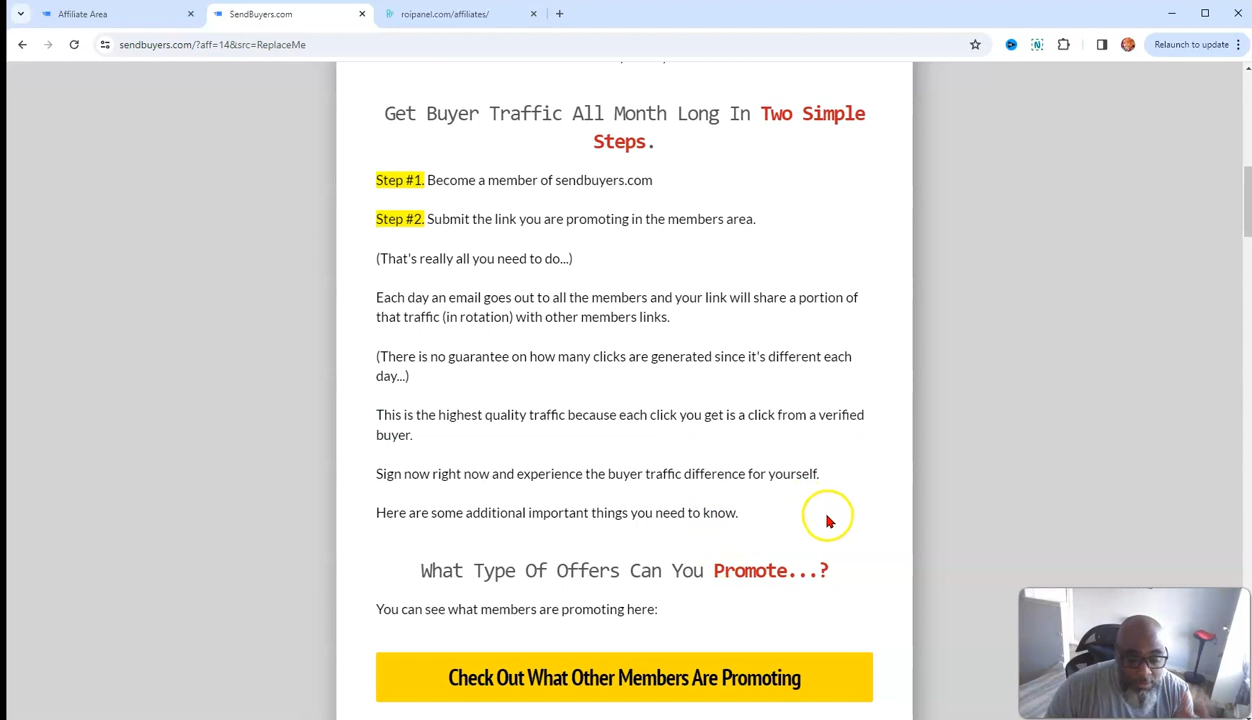 Affiliate Area
SendBuyers.com
roipanel.com/affiliates/
sendbuyers.com/?aff=14&src=ReplaceMe
Relaunch to update
Get Buyer Traffic All Month Long In Two Simple
Steps.
Step #1. Become a member of sendbuyers.com
Step #2. Submit the link you are promoting in the members area.
(That's really all you need to do...)
Each day an email goes out to all the members and your link will share a portion of
that traffic (in rotation) with other members links.
(There is no guarantee on how many clicks are generated since it's different each
day...)
This is the highest quality traffic because each click you get is a click from a verified
buyer.
Sign now right now and experience the buyer traffic difference for yourself.
Here are some additional important things you need to know.
What Type Of Offers Can You Promote...?
You can see what members are promoting here:
Check Out What Other Members Are Promoting